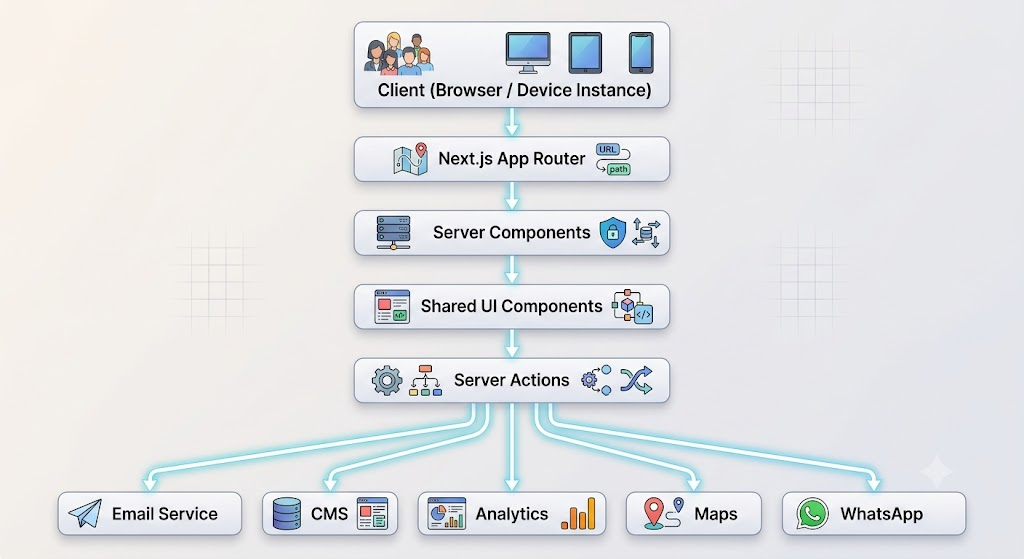 Client (Browser / Device Instance)
Next.js App Router
URL
path
Server Components
Shared UI Components
</>
</>
Server Actions
Email Service
CMS
Analytics
Maps
WhatsApp